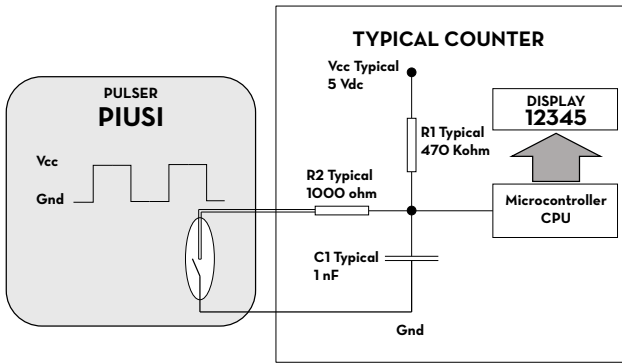 TYPICAL COUNTER
Vcc Typical
5 Vdc
PULSER
PIUSI
DISPLAY
12345
R1 Typical
470 Kohm
Vcc
Gnd
R2 Typical
1000 ohm
Microcontroller
CPU
C1 Typical
1 nF
Gnd